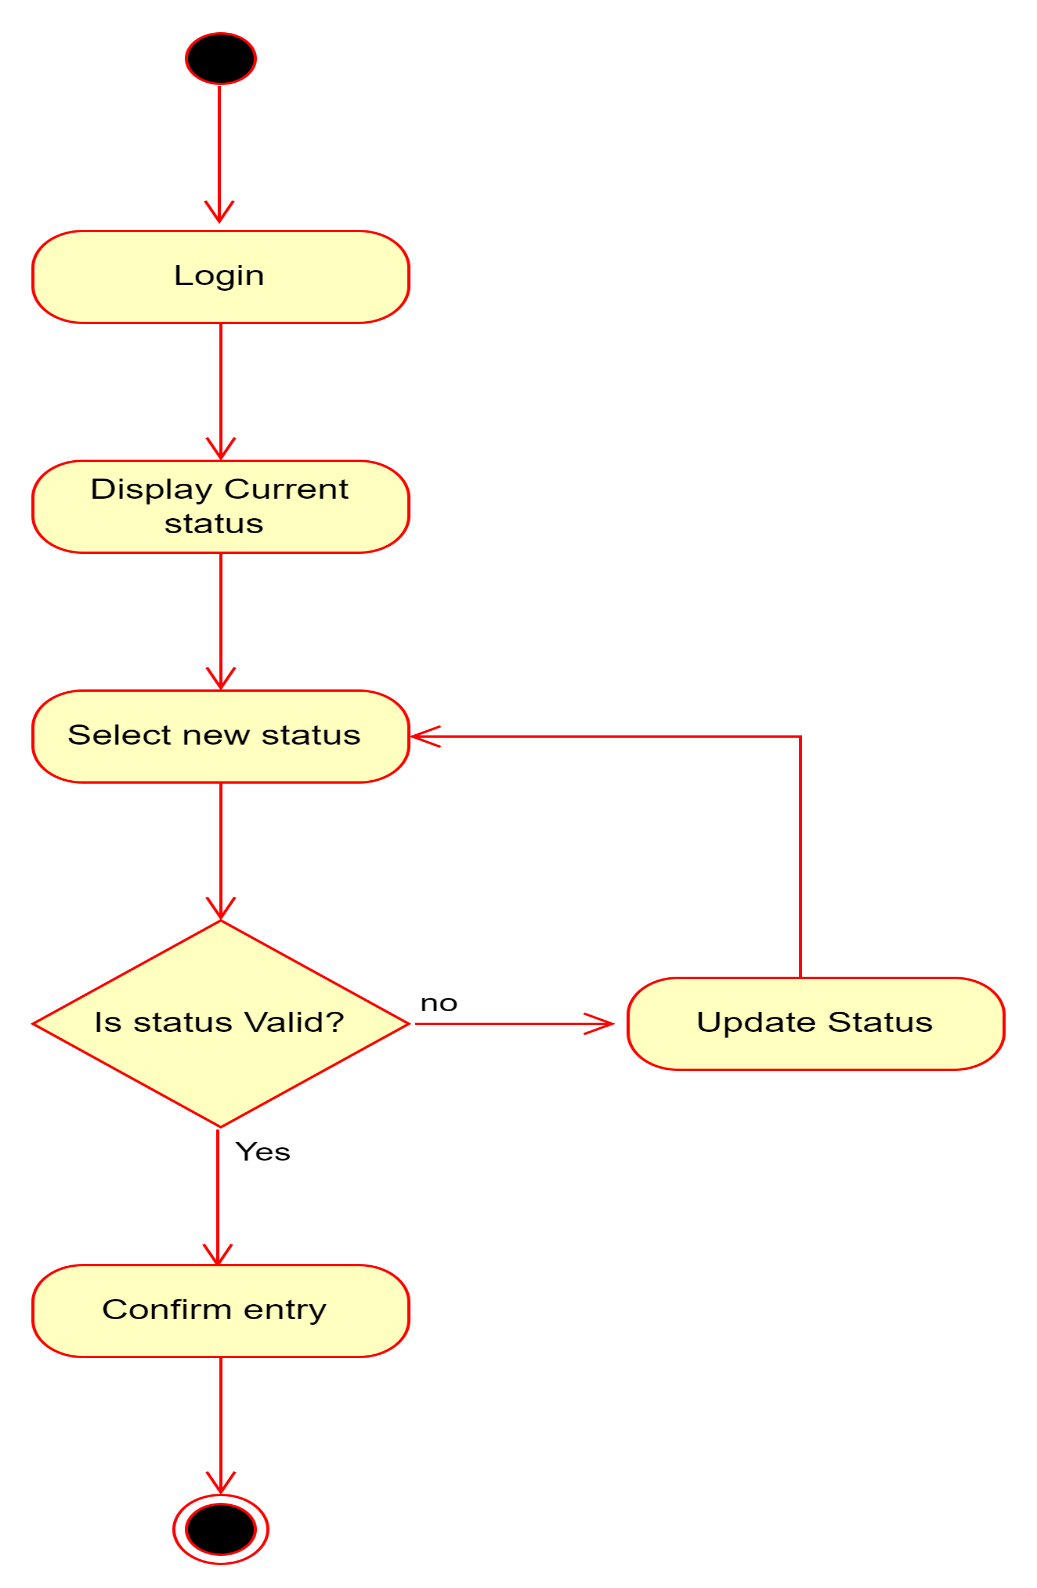 Login
Display Current
status
Select new status
Is status Valid?
no
Update Status
Yes
Confirm entry